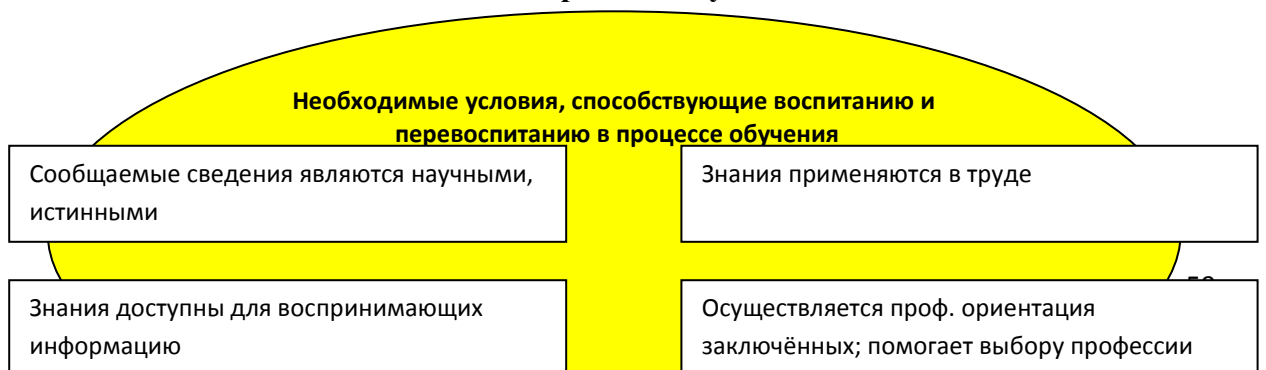 Необходимые условия, способствующие воспитанию и
перевоспитанию в процессе обучения
Сообщаемые сведения являются научными,
истинными
Знания применяются в труде
Знания доступны для воспринимающих
информацию
Осуществляется проф. ориентация
заключённых; помогает выбору профессии